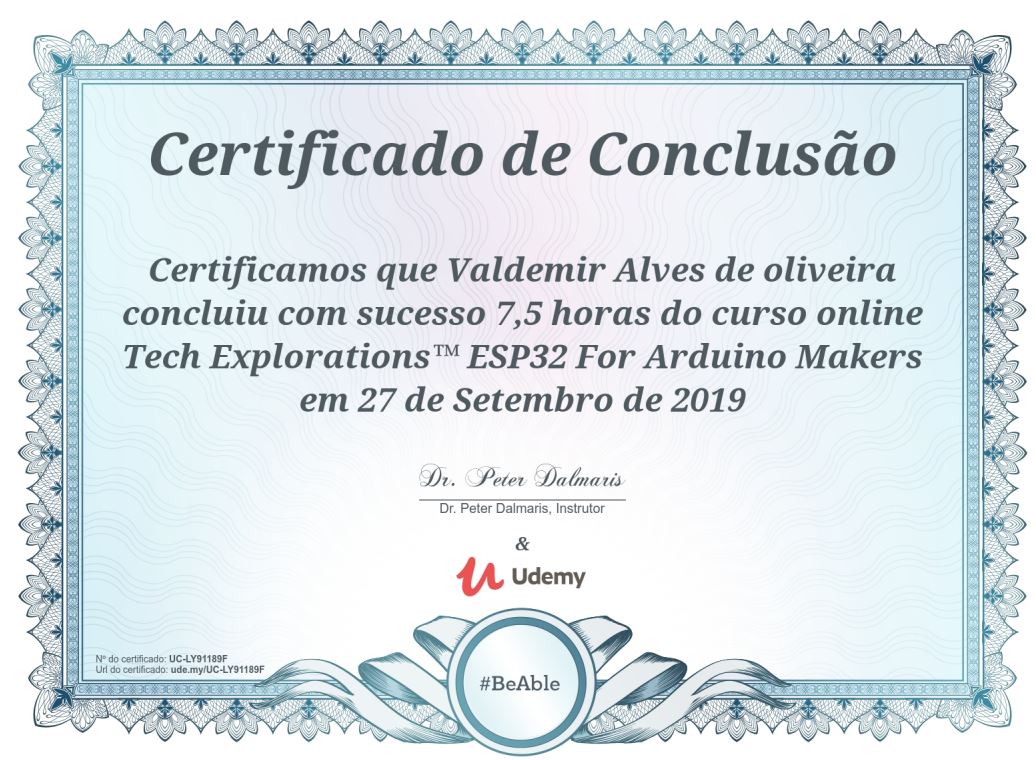 Certificado de Conclusão
Certificamos que Valdemir Alves de oliveira
concluiu com sucesso 7,5 horas do curso online
Tech Explorations™ ESP32 For Arduino Makers
em 27 de Setembro de 2019
Dr. Peter Dalmaris
Dr. Peter Dalmaris, Instrutor
&
Udemy
Nº do certificado: UC-LY91189F
Url do certificado: ude.my/UC-LY91189F
#BeAble